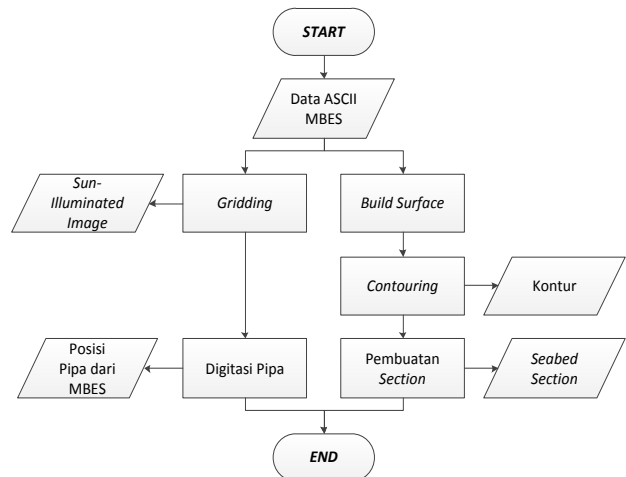 START
Data ASCII
MBES
Sun-
Illuminated
Image
Gridding
Build Surface
Contouring
Kontur
Posisi
Pipa dari
MBES
Digitasi Pipa
Pembuatan
Section
Seabed
Section
END